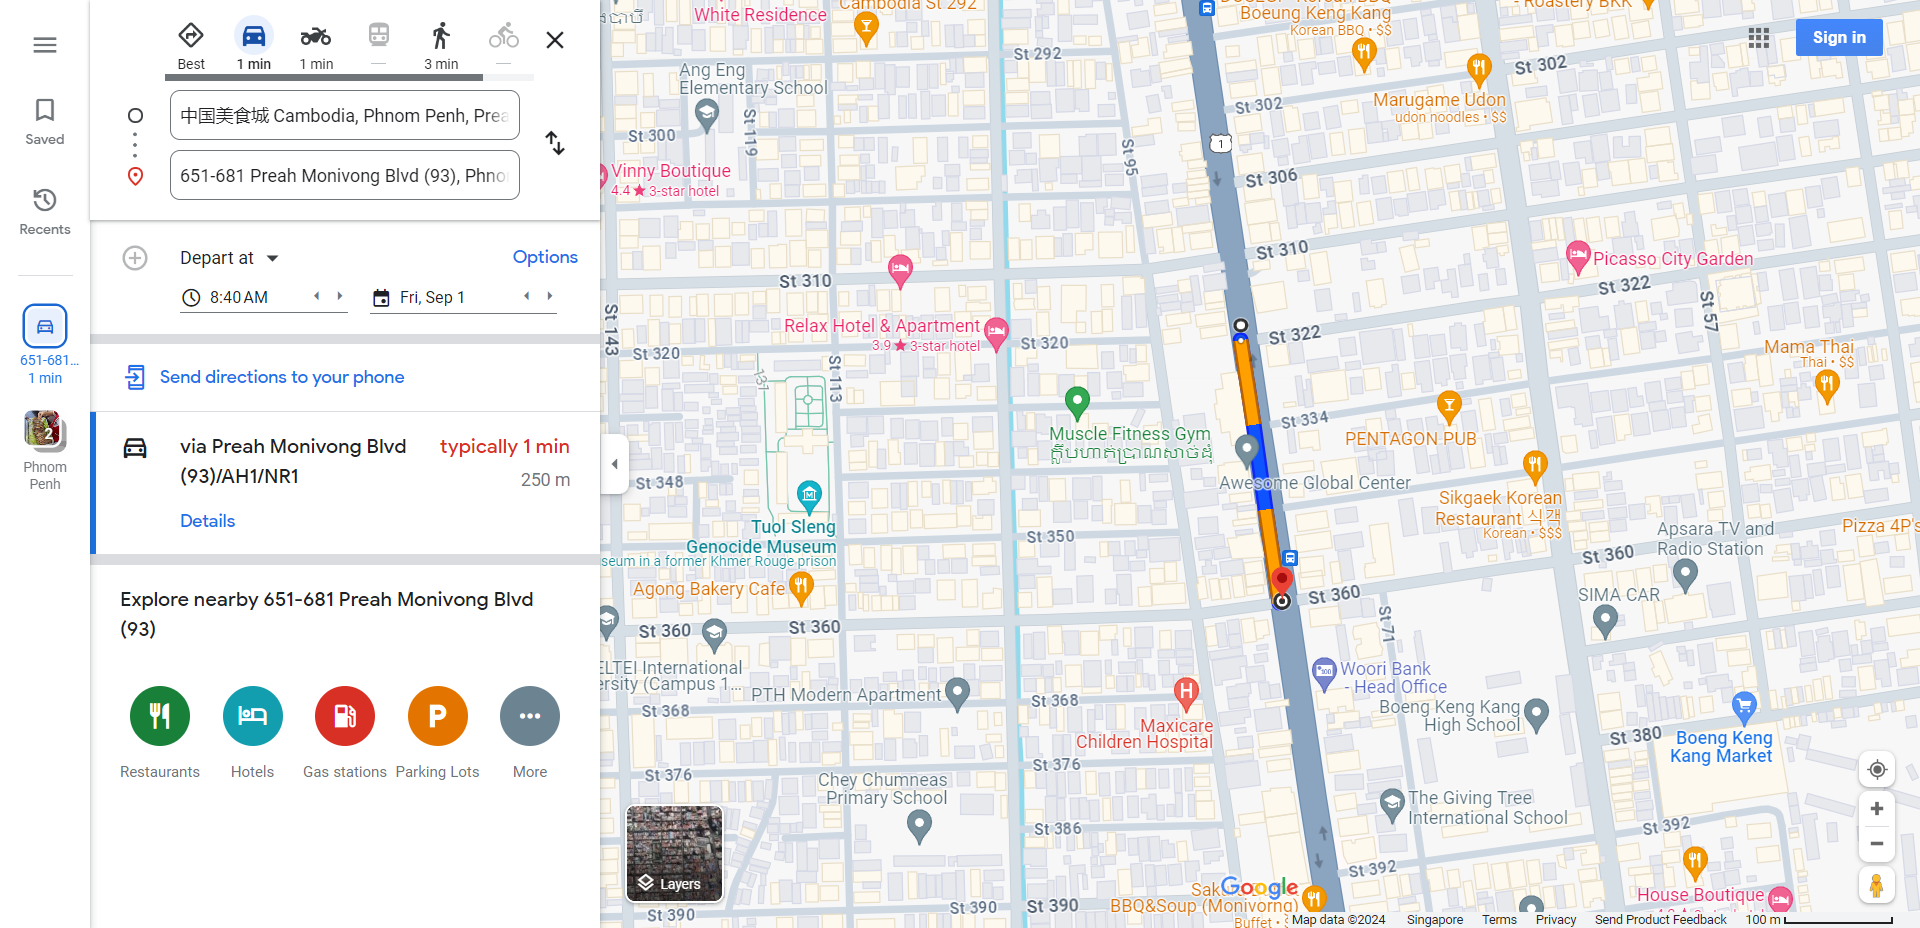 Saved
Recents
651-681...
1 min
2
Phnom
Penh
Best
1 min
1 min
—
3 min
—
中国美食城 Cambodia, Phnom Penh, Prea
651-681 Preah Monivong Blvd (93), Phno
Depart at
Options
8:40 AM
Fri, Sep 1
Send directions to your phone
via Preah Monivong Blvd
(93)/AH1/NR1
typically 1 min
250 m
Details
Explore nearby 651-681 Preah Monivong Blvd
(93)
Restaurants
Hotels
Gas stations
Parking Lots
More
Sign in
White Residence
Cambodia St 292
Boeung Keng Kang
Korean BBQ • $$
Roastery BKK
St 292
St 302
St 302
Ang Eng
Elementary School
St 300
St 119
St 95
1
Marugame Udon
udon noodles • $$
Vinny Boutique
4.4★3-star hotel
St 306
St 310
St 310
Picasso City Garden
St 322
St 57
St 143
Relax Hotel & Apartment
3.9★3-star hotel
St 320
St 320
St 322
Mama Thai
Thai • $$
St 113
131
St 334
Muscle Fitness Gym
PENTAGON PUB
St 348
Awesome Global Center
Sikgaek Korean
Restaurant 식객
Korean • $$$
Tuol Sleng
Genocide Museum
seum in a former Khmer Rouge prison
St 350
Apsara TV and
Radio Station
Pizza 4P's
St 360
Agong Bakery Cafe
SIMA CAR
St 360
St 360
St 360
St 71
ELTEI International
ersity (Campus 1...
PTH Modern Apartment
St 368
St 368
Woori Bank
- Head Office
Boeng Keng Kang
High School
Maxicare
Children Hospital
St 380
Boeng Keng
Kang Market
St 376
St 376
Chey Chumneas
Primary School
The Giving Tree
International School
St 386
St 392
St 392
Layers
St 390
St 390
St 390
Sak
Google
BBQ&Soup (Monivorng)
Buffet •
House Boutique
Map data ©2024
Singapore
Terms
Privacy
Send Product Feedback
100 m